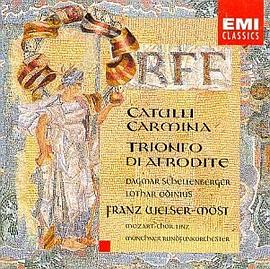 EMI
CLASSICS
ORFF
CATULLI
CARMINA
TRIONFO
DI AFRODITE
DAGMAR SCHELLENBERGER
LOTHAR ODINIUS
FRANZ WELSER-MÖST
MOZART-CHOR LINZ
MÜNCHNER RUNDFUNKORCHESTER